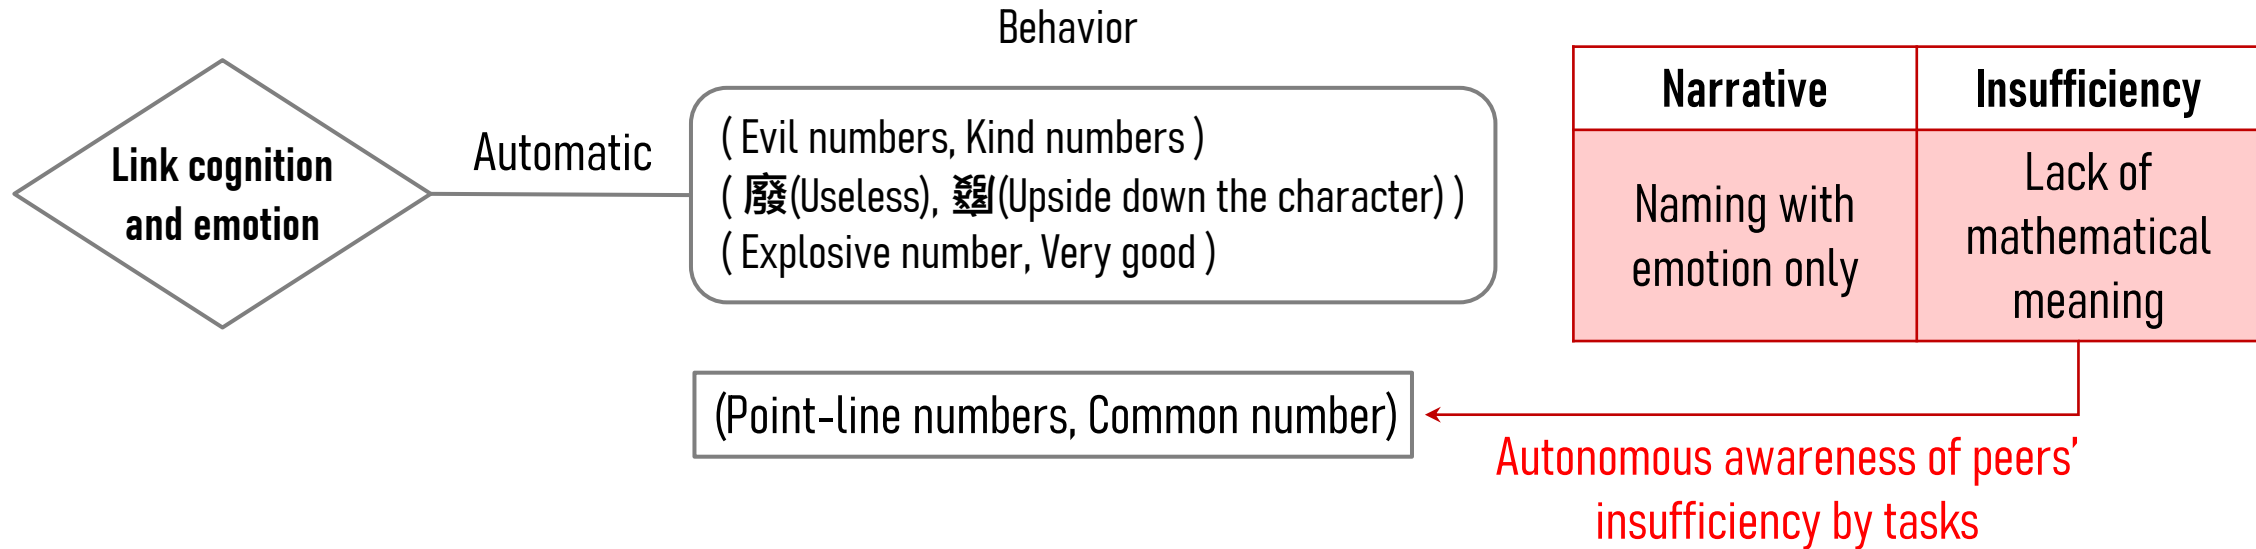 Behavior
Link cognition
and emotion
Automatic
( Evil numbers, Kind numbers )
( 廢(Useless), 廢(Upside down the character) )
( Explosive number, Very good )
Narrative
Insufficiency
Naming with
emotion only
Lack of
mathematical
meaning
(Point-line numbers, Common number)
Autonomous awareness of peers’
insufficiency by tasks